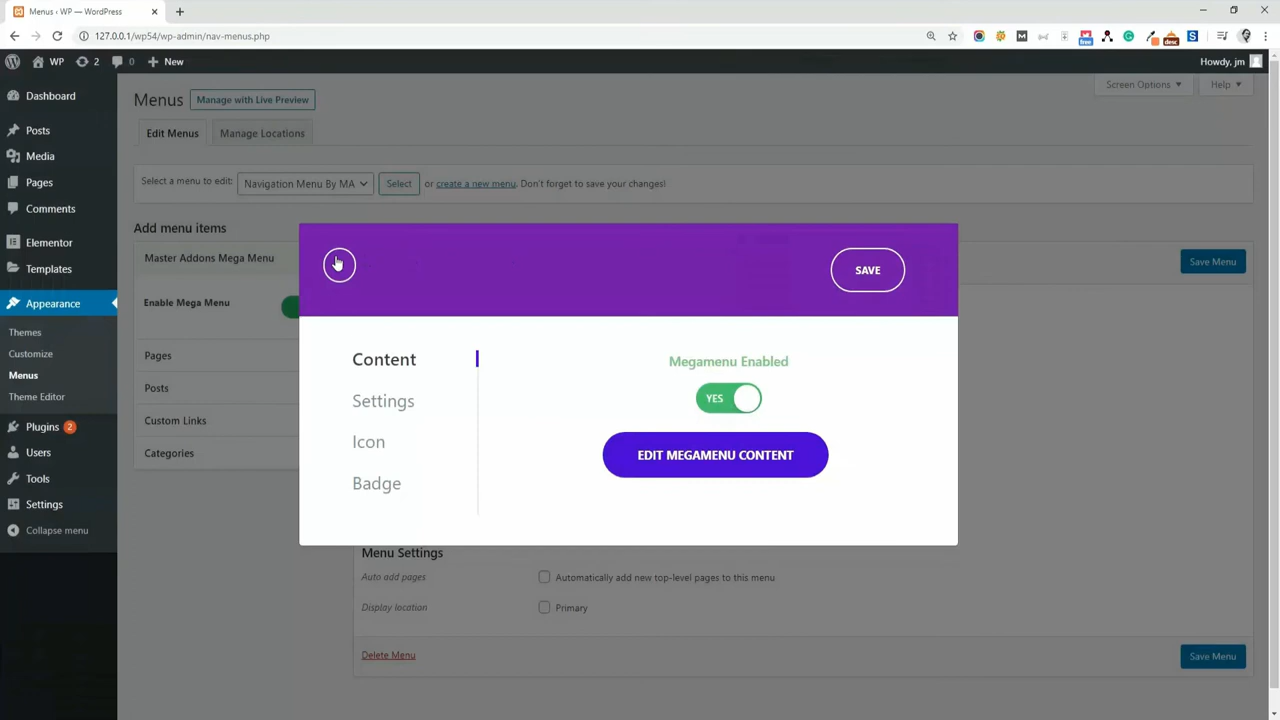 Menus ‹ WP — WordPress
127.0.0.1/wp54/wp-admin/nav-menus.php
WP
2
0
New
Howdy, jm
Dashboard
Posts
Media
Pages
Comments
Elementor
Templates
Appearance
Themes
Customize
Menus
Theme Editor
Plugins 2
Users
Tools
Settings
Collapse menu
Menus
Manage with Live Preview
Screen Options
Help
Edit Menus
Manage Locations
Select a menu to edit:
Navigation Menu By MA
Select
or create a new menu. Don't forget to save your changes!
Add menu items
Master Addons Mega Menu
Enable Mega Menu
Pages
Posts
Custom Links
Categories
Save Menu
SAVE
Content
Settings
Icon
Badge
Megamenu Enabled
YES
EDIT MEGAMENU CONTENT
Menu Settings
Auto add pages
Automatically add new top-level pages to this menu
Display location
Primary
Delete Menu
Save Menu
free
desc